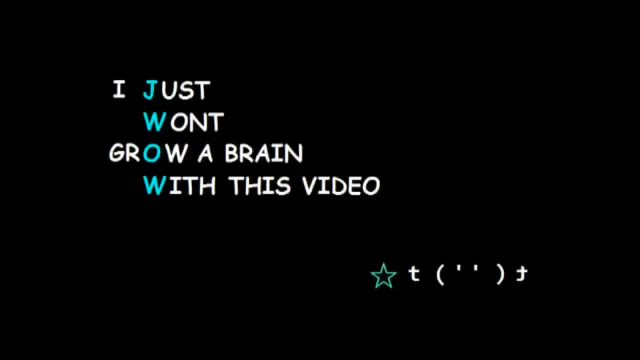 I JUST
WONT
GROW A BRAIN
WITH THIS VIDEO
☆ t ( ' ' ) t